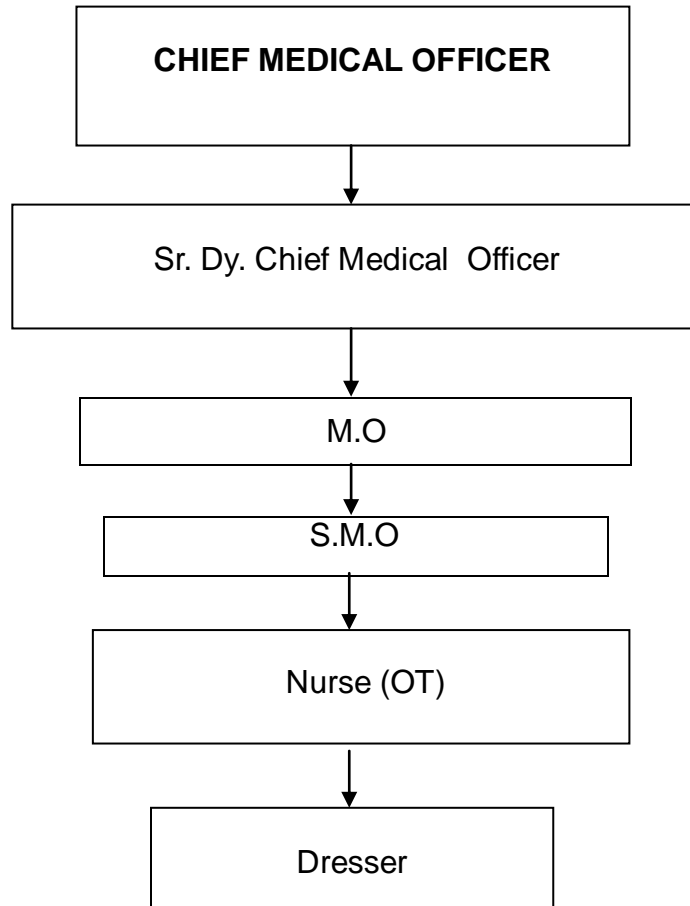 CHIEF MEDICAL OFFICER
Sr. Dy. Chief Medical Officer
M.O
S.M.O
Nurse (OT)
Dresser